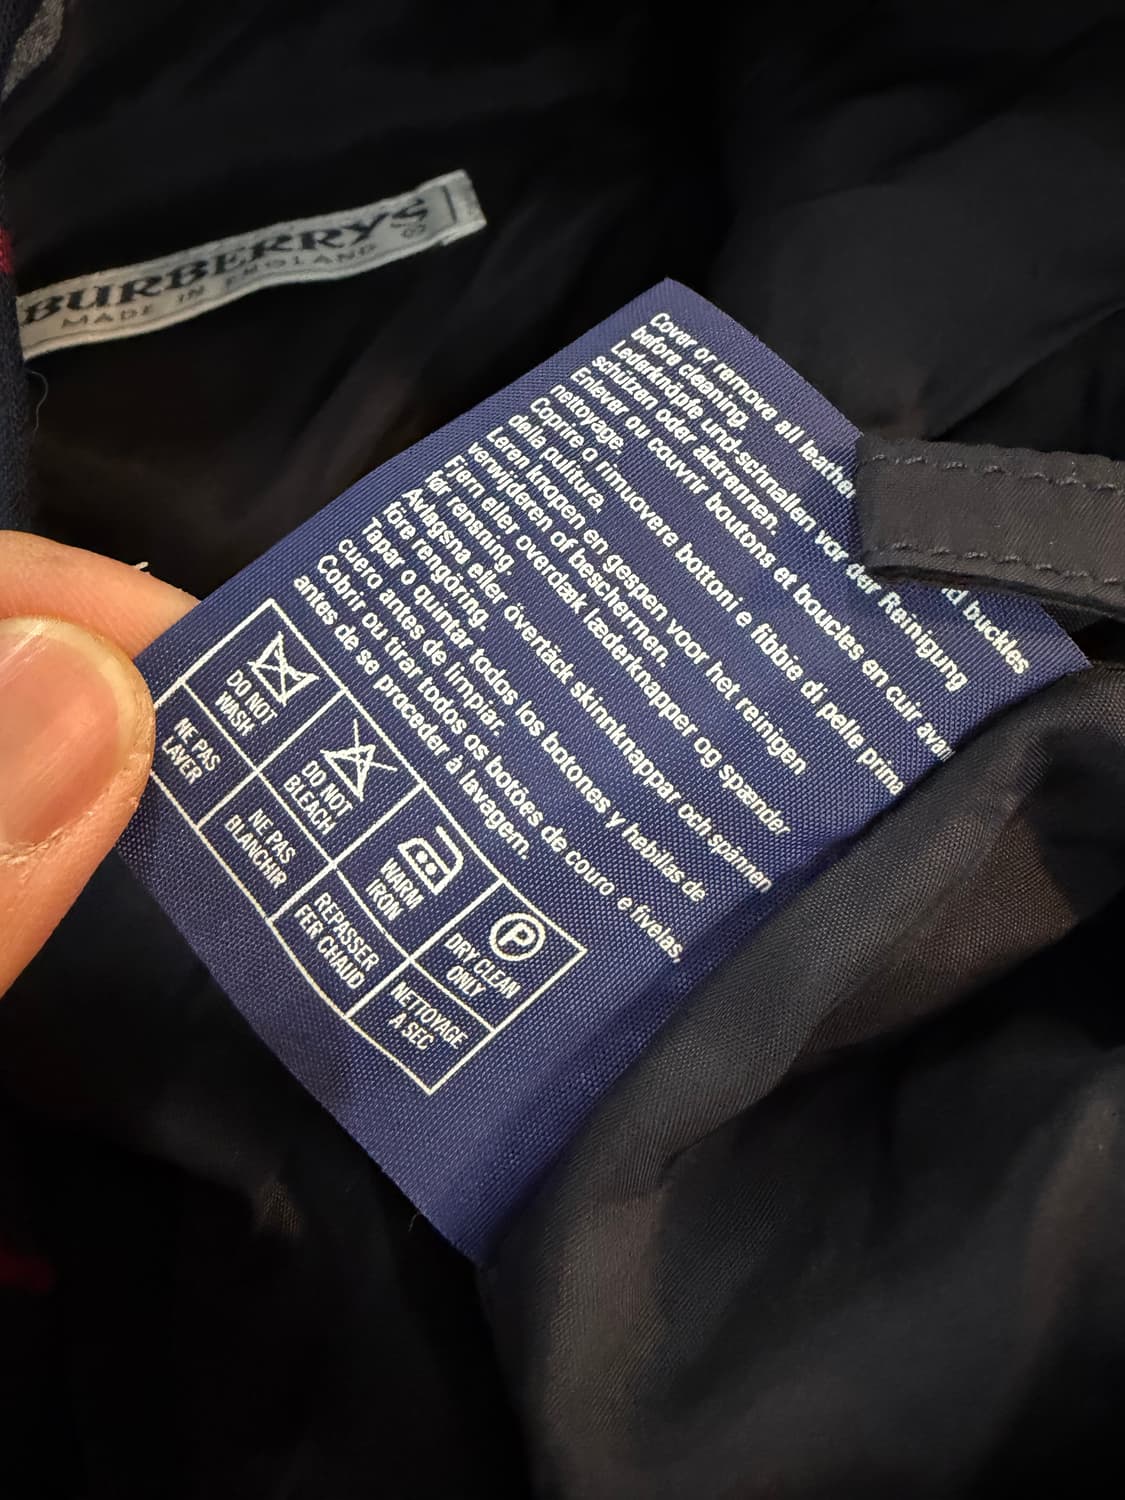 BURBERRYS
MADE IN ENGLAND
Cover or remove all leather buckles
before cleaning.
Lederknöpfe und-schnallen vor der Reinigung
schützen oder abtrennen.
Enlever ou couvrir boutons et boucles en cuir avant
nettoyage.
Coprire o rimuovere bottoni e fibbie di pelle prima
della pulitura.
Leren knopen en gespen voor het reinigen
verwijderen of beschermen.
Fjern eller overdæk læderknapper og spænder
før rensning.
Avlägsna eller övertäck skinnknappar och spännen
före rengöring.
Tapar o quintar todos los botones y hebillas de
cuero antes de limpiar.
Cobrir ou tirar todos os botões de couro e fivelas,
antes de se proceder à lavagen.
DO NOT
WASH
DO NOT
BLEACH
WARM
IRON
P
DRY CLEAN
ONLY
NE PAS
LAVER
NE PAS
BLANCHIR
REPASSER
FER CHAUD
NETTOYAGE
A SEC